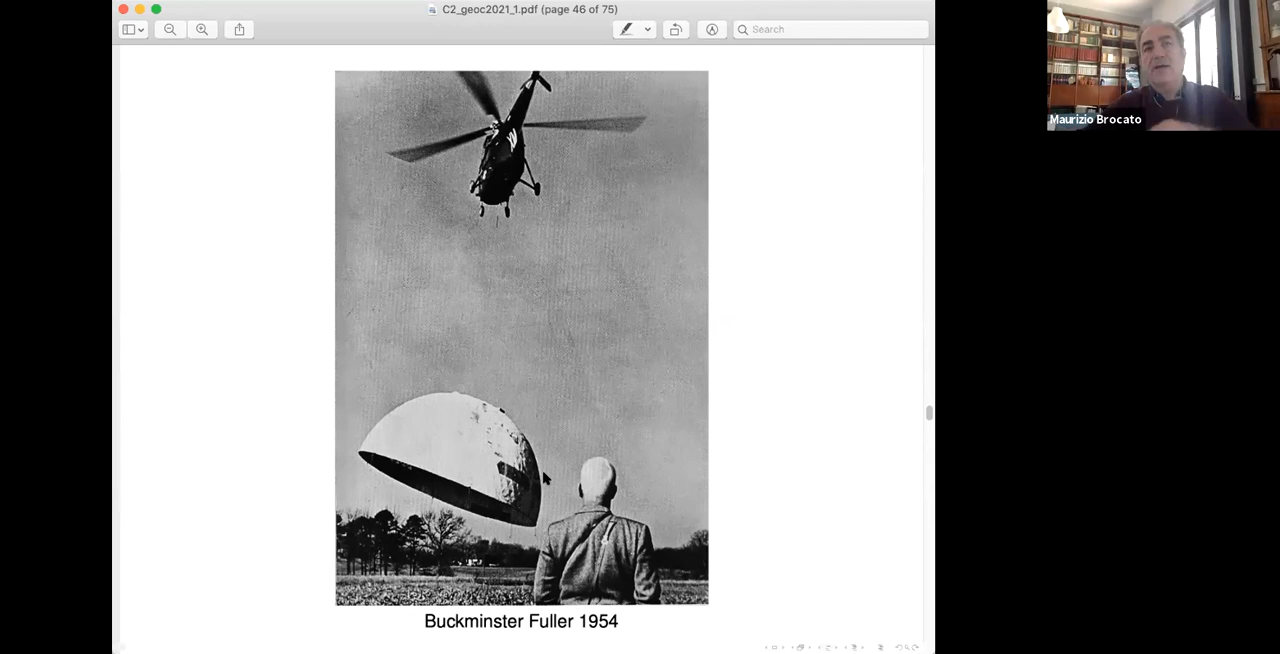 C2_geoc2021_1.pdf (page 46 of 75)
Search
Maurizio Brocato
Buckminster Fuller 1954